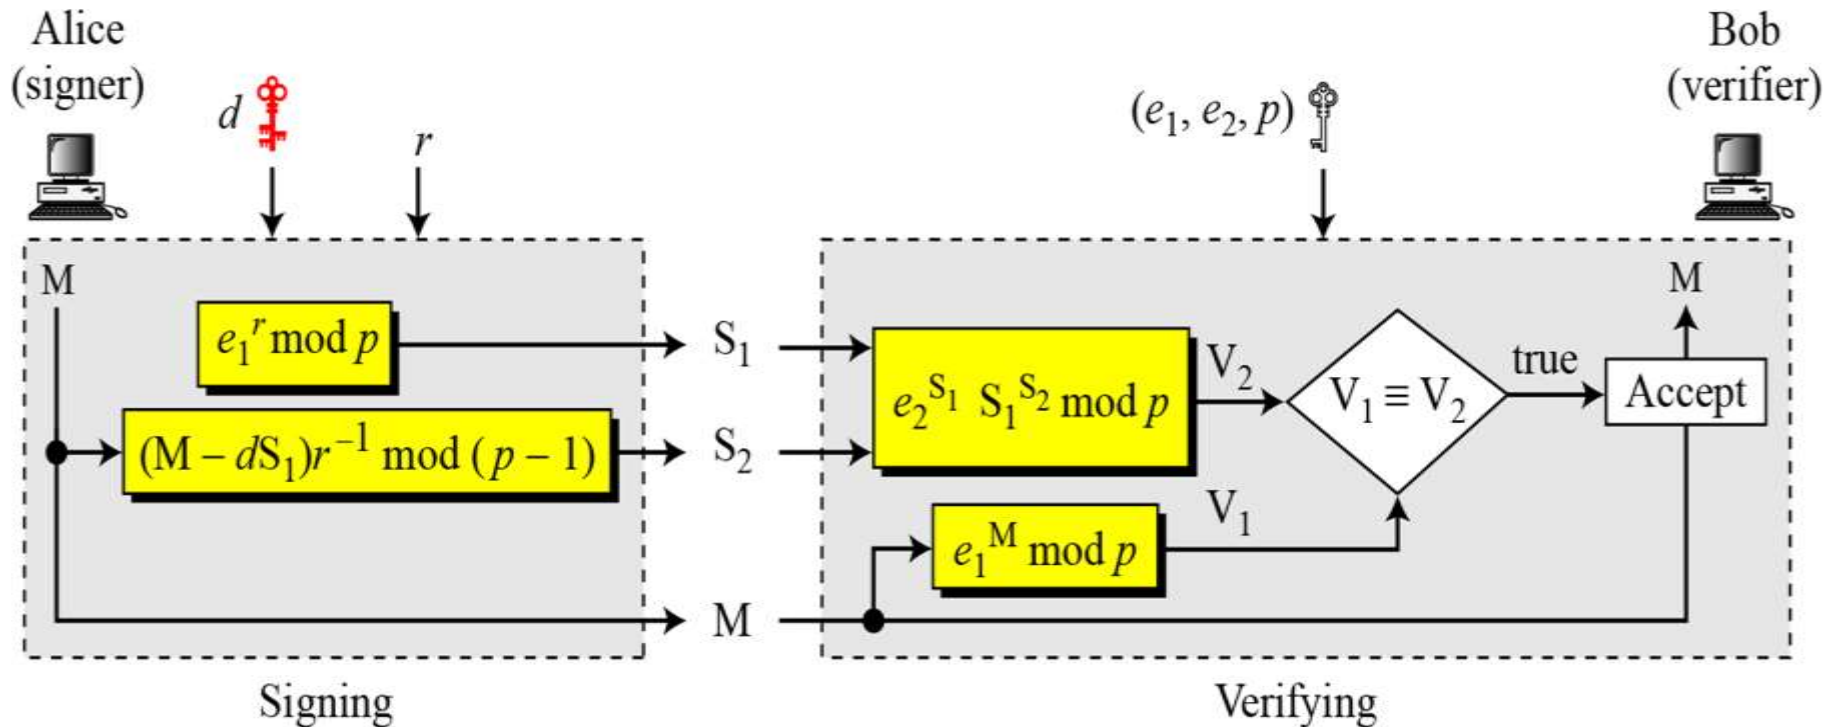 Alice
(signer)
Bob
(verifier)
d
r
(e₁, e₂, p)
M
e₁ʳ mod p
S₁
(M – dS₁)r⁻¹ mod (p – 1)
S₂
M
e₂^S₁ S₁^S₂ mod p
V₂
V₁ ≡ V₂
true
Accept
M
e₁^M mod p
V₁
Signing
Verifying